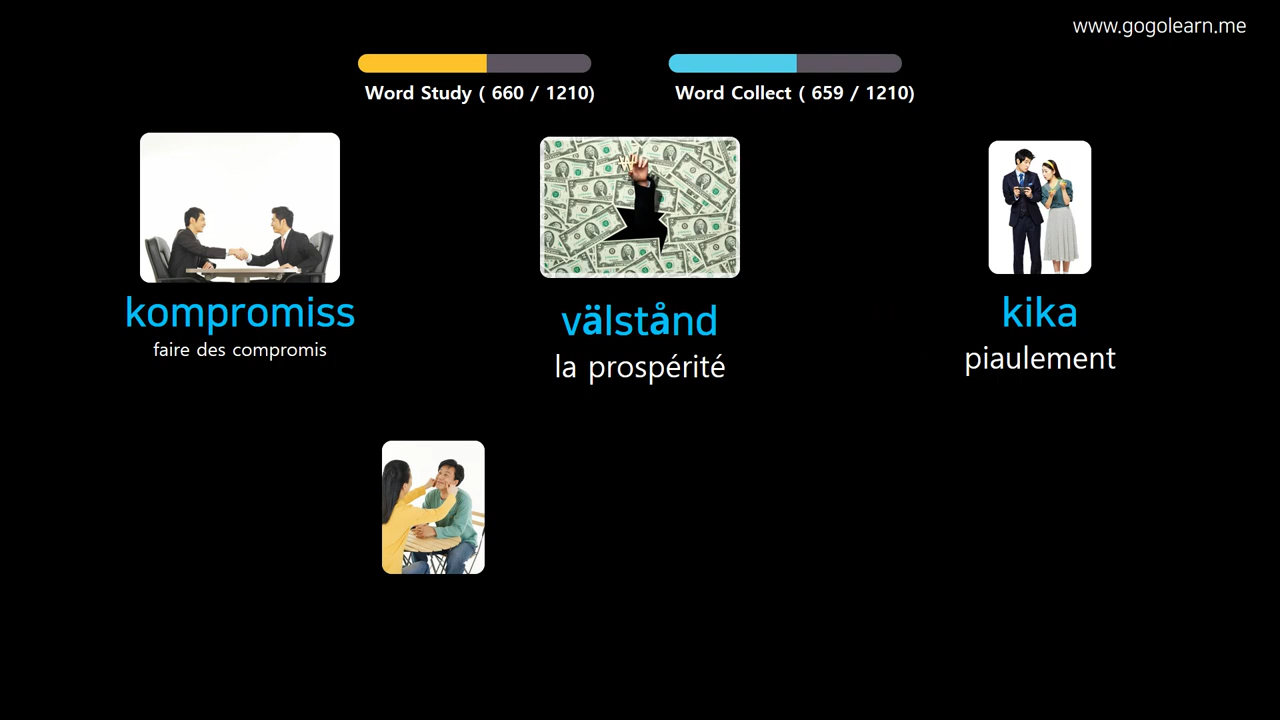 www.gogolearn.me
Word Study ( 660 / 1210)
Word Collect ( 659 / 1210)
kompromiss
faire des compromis
välstånd
la prospérité
kika
piaulement